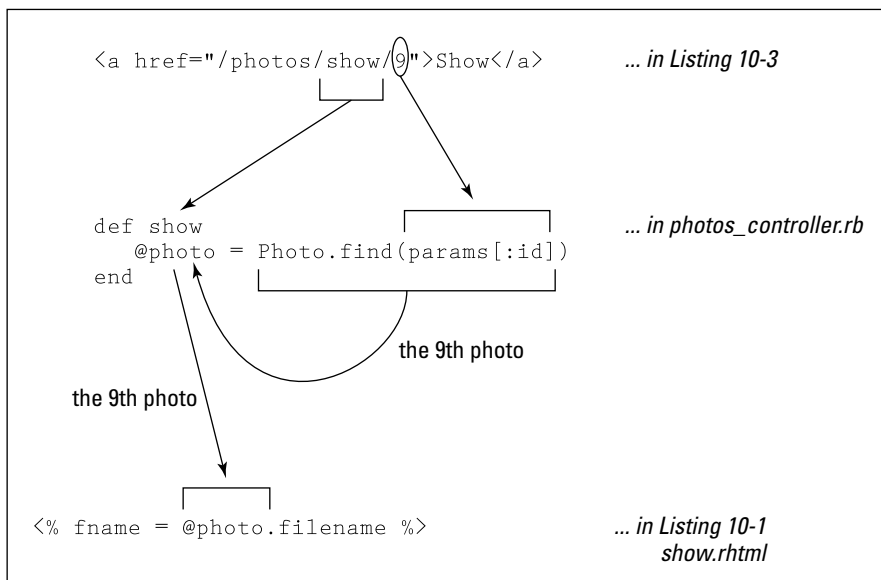 <a href="/photos/show/9">Show</a> ... in Listing 10-3
def show ... in photos_controller.rb
@photo = Photo.find(params[:id])
end
the 9th photo
the 9th photo
<% fname = @photo.filename %> ... in Listing 10-1
show.rhtml